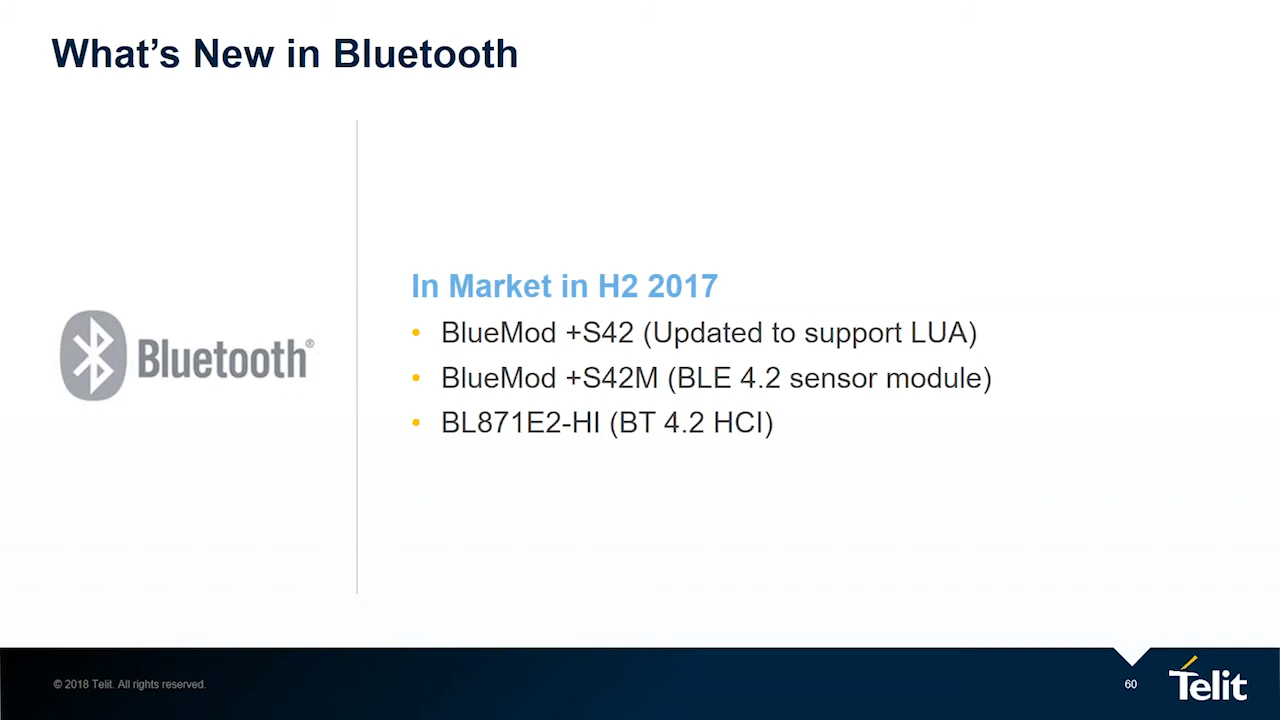 What’s New in Bluetooth
In Market in H2 2017
• BlueMod +S42 (Updated to support LUA)
• BlueMod +S42M (BLE 4.2 sensor module)
• BL871E2-HI (BT 4.2 HCI)
Bluetooth®
© 2018 Telit. All rights reserved.
60
Telit